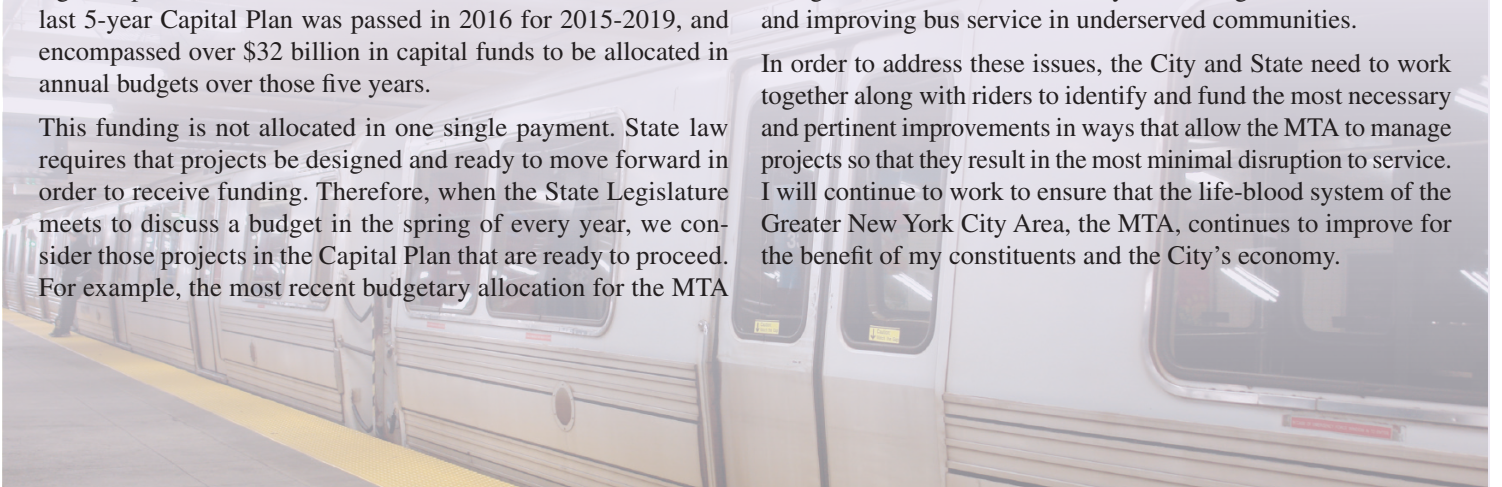 last 5-year Capital Plan was passed in 2016 for 2015-2019, and
encompassed over $32 billion in capital funds to be allocated in
annual budgets over those five years.
This funding is not allocated in one single payment. State law
requires that projects be designed and ready to move forward in
order to receive funding. Therefore, when the State Legislature
meets to discuss a budget in the spring of every year, we con-
sider those projects in the Capital Plan that are ready to proceed.
For example, the most recent budgetary allocation for the MTA
and improving bus service in underserved communities.
In order to address these issues, the City and State need to work
together along with riders to identify and fund the most necessary
and pertinent improvements in ways that allow the MTA to manage
projects so that they result in the most minimal disruption to service.
I will continue to work to ensure that the life-blood system of the
Greater New York City Area, the MTA, continues to improve for
the benefit of my constituents and the City’s economy.